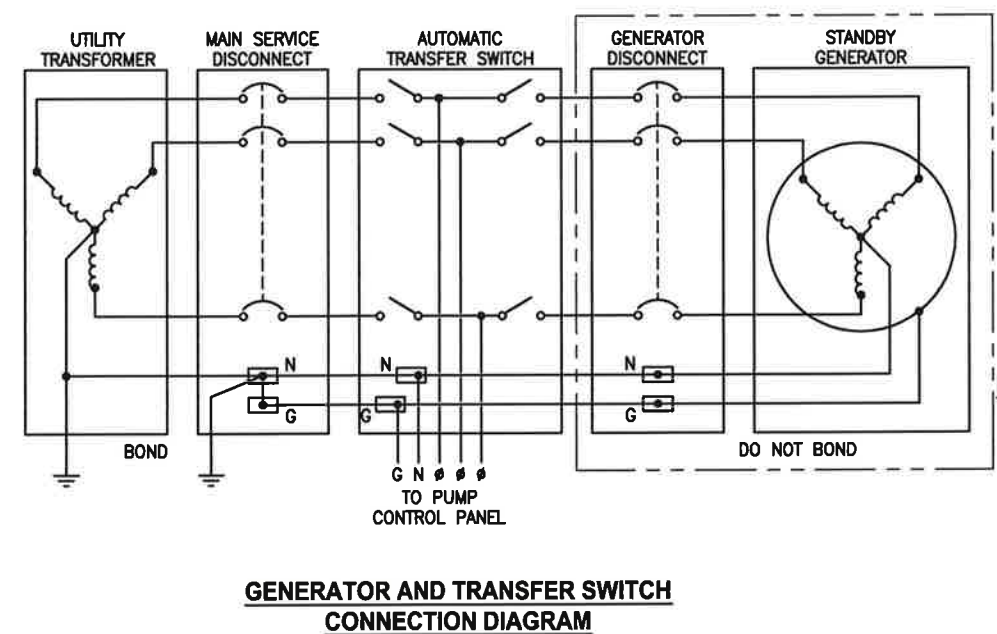 UTILITY
TRANSFORMER
MAIN SERVICE
DISCONNECT
AUTOMATIC
TRANSFER SWITCH
GENERATOR
DISCONNECT
STANDBY
GENERATOR
N
N
N
G
G
G
BOND
DO NOT BOND
G N ø ø ø
TO PUMP
CONTROL PANEL
GENERATOR AND TRANSFER SWITCH
CONNECTION DIAGRAM